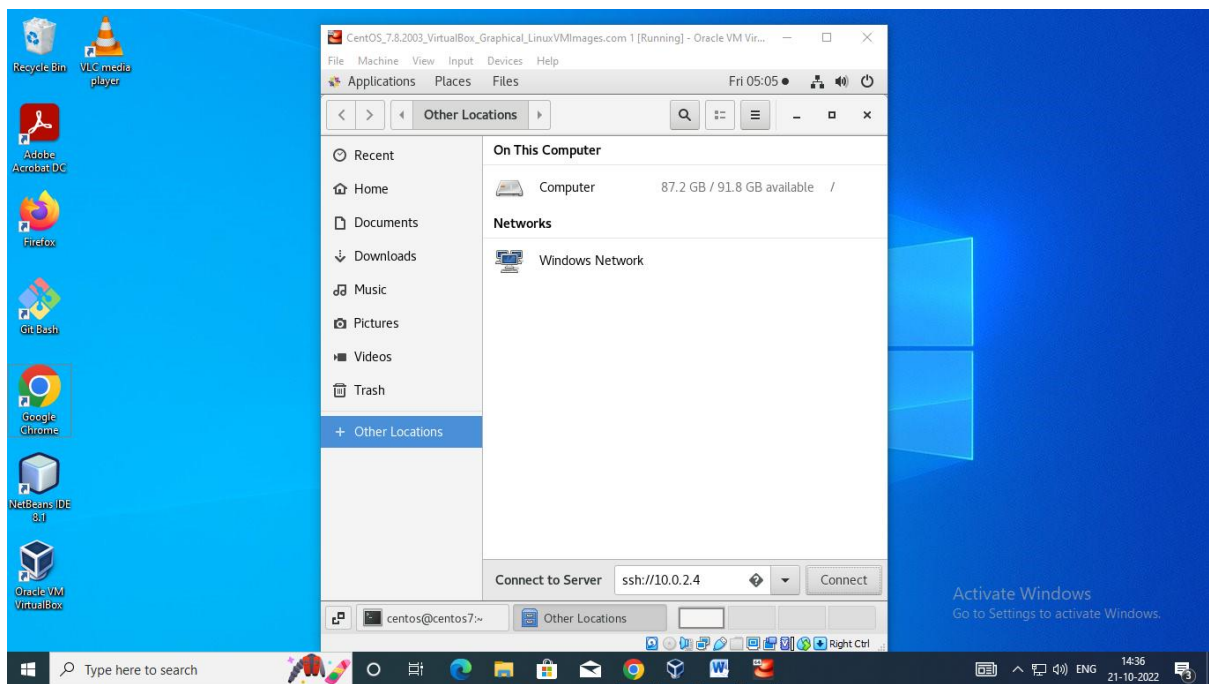 Recycle Bin
VLC media
player
Adobe
Acrobat DC
Firefox
Git Bash
Google
Chrome
NetBeans IDE
8.1
Oracle VM
VirtualBox
CentOS_7.8.2003_VirtualBox_Graphical_LinuxVMImages.com 1 [Running] - Oracle VM Vir...
File Machine View Input Devices Help
Applications Places Files Fri 05:05
Other Locations
Recent
Home
Documents
Downloads
Music
Pictures
Videos
Trash
+ Other Locations
On This Computer
Computer 87.2 GB / 91.8 GB available /
Networks
Windows Network
Connect to Server ssh://10.0.2.4 Connect
centos@centos7:~ Other Locations
Right Ctrl
Activate Windows
Go to Settings to activate Windows.
Type here to search
ENG
14:36
21-10-2022
3